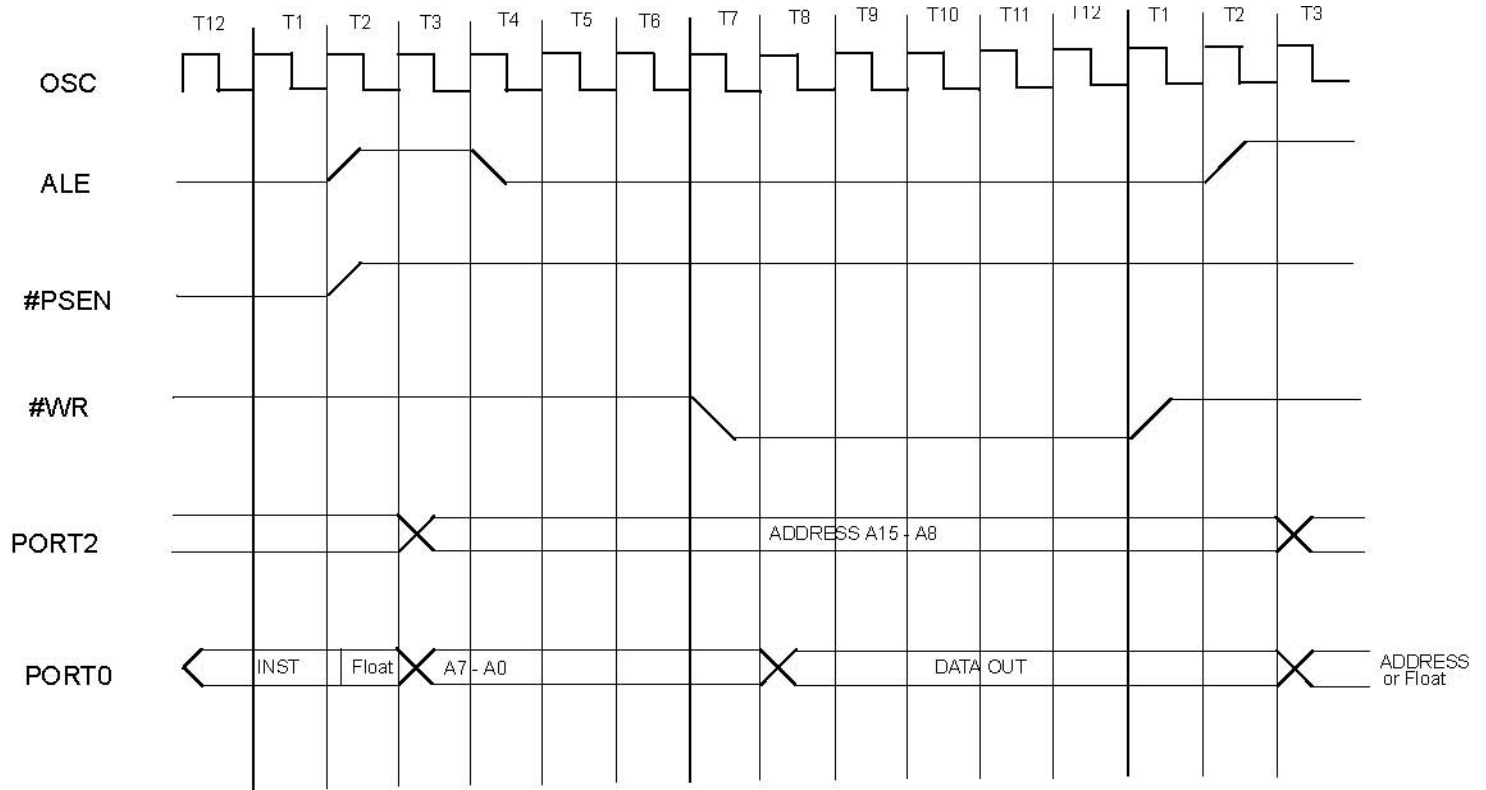 T12 T1 T2 T3 T4 T5 T6 T7 T8 T9 T10 T11 T12 T1 T2 T3
OSC
ALE
#PSEN
#WR
PORT2 ADDRESS A15 - A8
PORT0 INST Float A7 - A0 DATA OUT ADDRESS
or Float